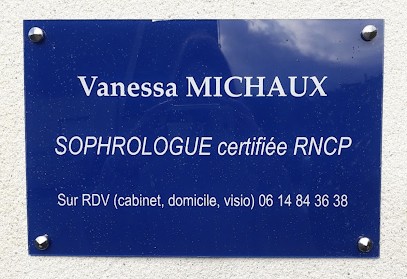 Vanessa MICHAUX
SOPHROLOGUE certifiée RNCP
Sur RDV (cabinet, domicile, visio) 06 14 84 36 38